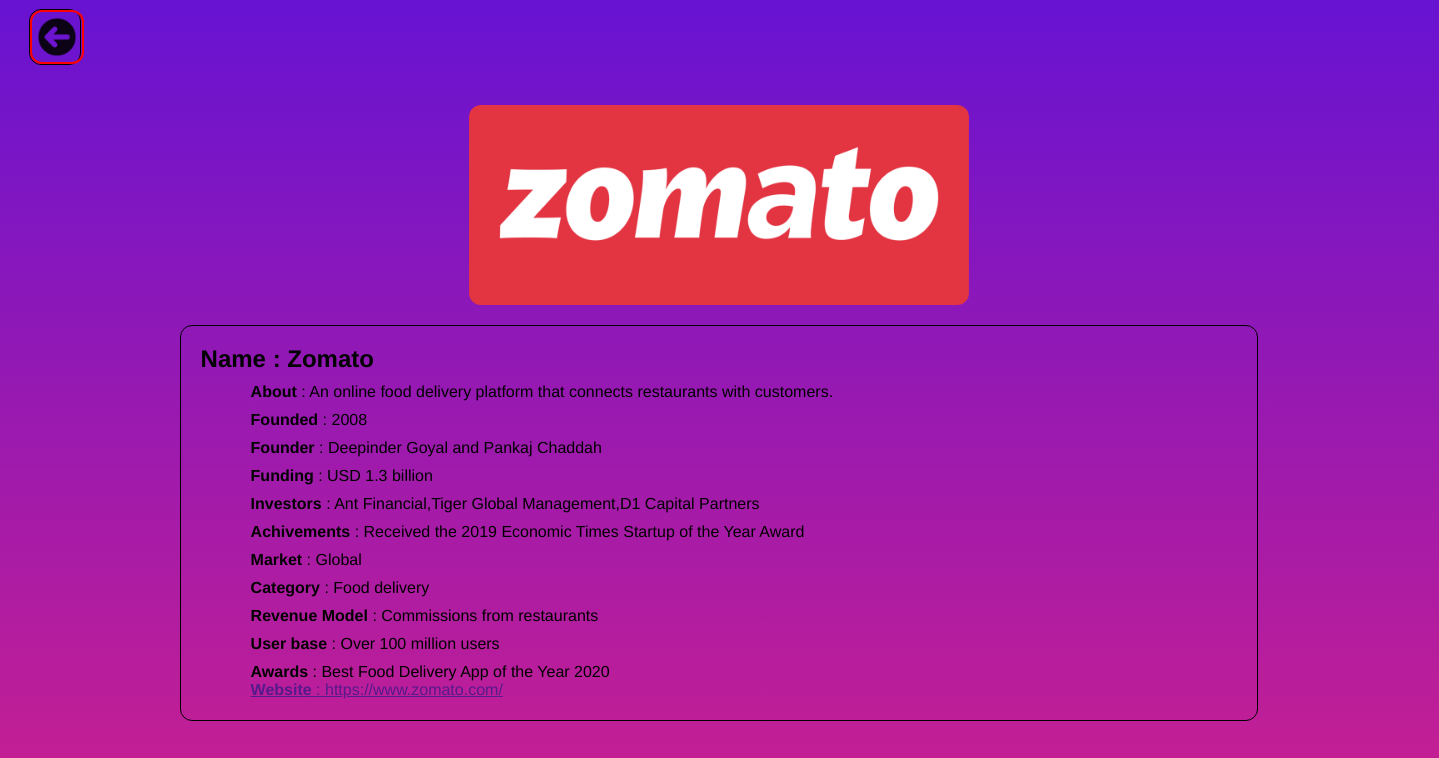 zomato
Name : Zomato
About : An online food delivery platform that connects restaurants with customers.
Founded : 2008
Founder : Deepinder Goyal and Pankaj Chaddah
Funding : USD 1.3 billion
Investors : Ant Financial,Tiger Global Management,D1 Capital Partners
Achivements : Received the 2019 Economic Times Startup of the Year Award
Market : Global
Category : Food delivery
Revenue Model : Commissions from restaurants
User base : Over 100 million users
Awards : Best Food Delivery App of the Year 2020
Website : https://www.zomato.com/